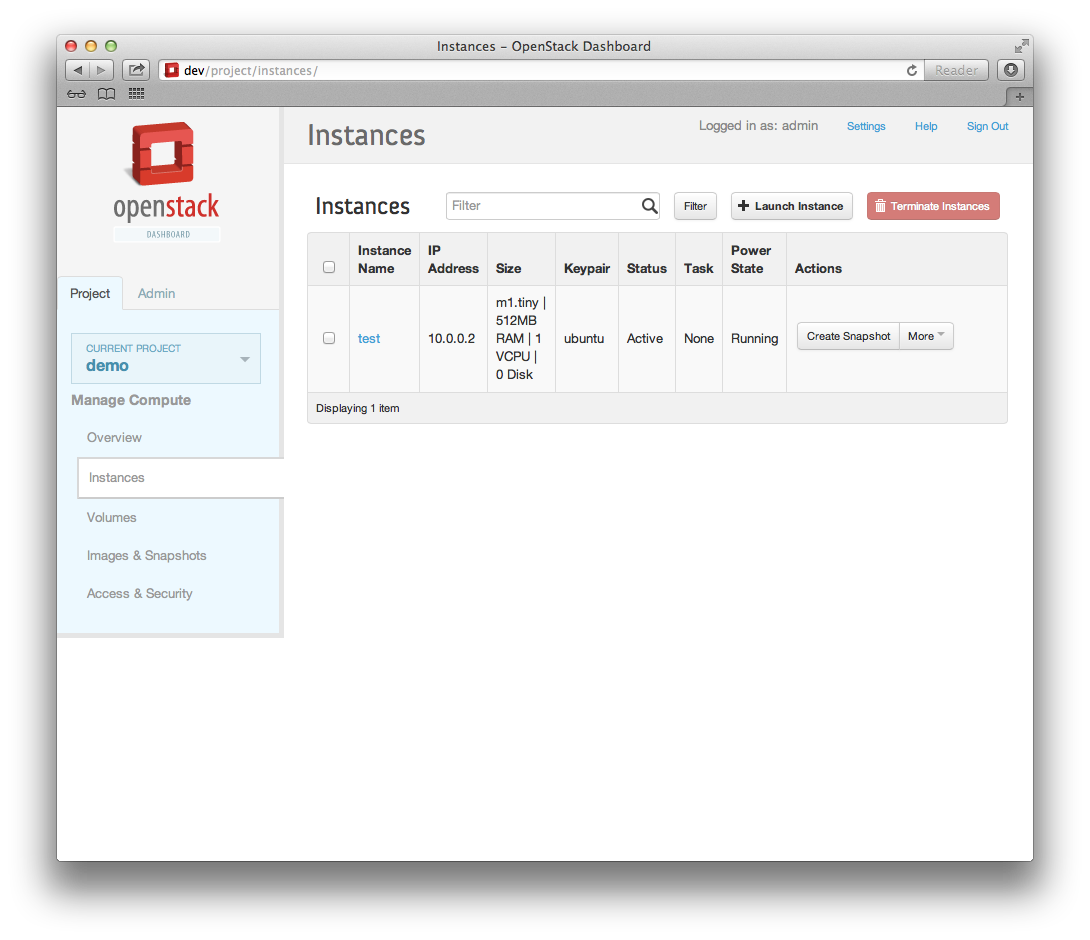 Instances – OpenStack Dashboard
dev/project/instances/
Reader
openstack
DASHBOARD
Project
Admin
CURRENT PROJECT
demo
Manage Compute
Overview
Instances
Volumes
Images & Snapshots
Access & Security
Instances
Logged in as: admin
Settings
Help
Sign Out
Instances
Filter
Filter
Launch Instance
Terminate Instances
Instance
Name
IP
Address
Size
Keypair
Status
Task
Power
State
Actions
test
10.0.0.2
m1.tiny |
512MB
RAM | 1
VCPU |
0 Disk
ubuntu
Active
None
Running
Create Snapshot
More
Displaying 1 item